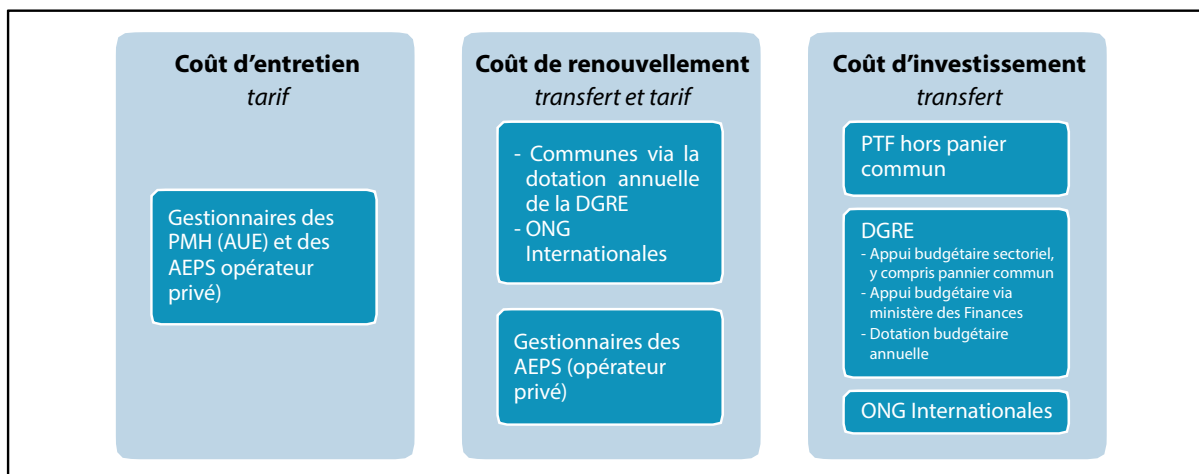 Coût d’entretien
tarif
Gestionnaires des
PMH (AUE) et des
AEPS opérateur
privé)
Coût de renouvellement
transfert et tarif
- Communes via la
dotation annuelle
de la DGRE
- ONG
Internationales
Gestionnaires des
AEPS (opérateur
privé)
Coût d’investissement
transfert
PTF hors panier
commun
DGRE
- Appui budgétaire sectoriel,
y compris pannier commun
- Appui budgétaire via
ministère des Finances
- Dotation budgétaire
annuelle
ONG Internationales